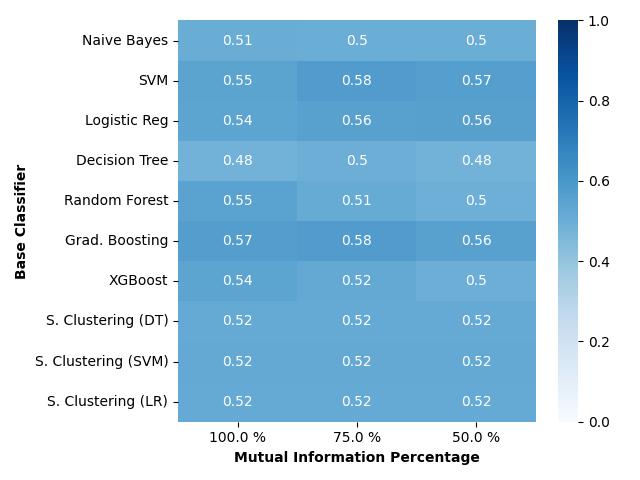 Naive Bayes 0.51 0.5 0.5
SVM 0.55 0.58 0.57
Logistic Reg 0.54 0.56 0.56
Decision Tree 0.48 0.5 0.48
Random Forest 0.55 0.51 0.5
Grad. Boosting 0.57 0.58 0.56
XGBoost 0.54 0.52 0.5
S. Clustering (DT) 0.52 0.52 0.52
S. Clustering (SVM) 0.52 0.52 0.52
S. Clustering (LR) 0.52 0.52 0.52
100.0 % 75.0 % 50.0 %
Mutual Information Percentage
Base Classifier
1.0
0.8
0.6
0.4
0.2
0.0